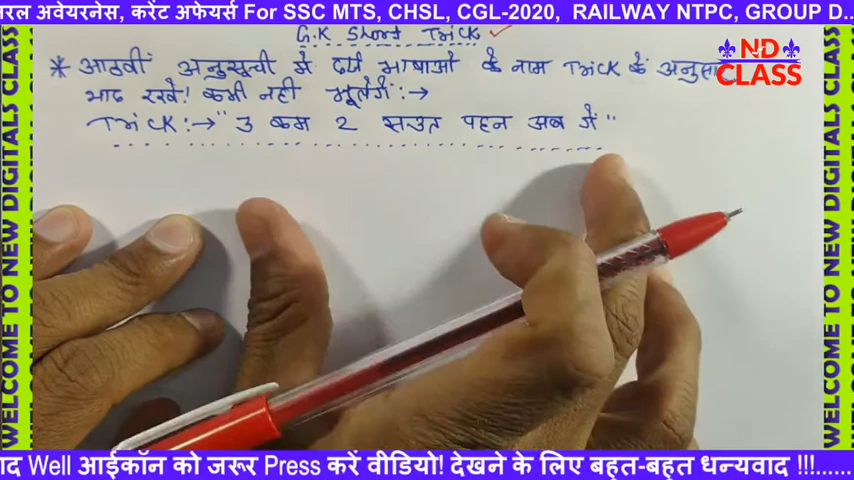 रल अवेयरनेस, करेंट अफेयर्स For SSC MTS, CHSL, CGL-2020, RAILWAY NTPC, GROUP D..
G.K Short Trick
* आठवीं अनुसूची में दर्ज भाषाओं के नाम Trick के अनुसार
याद रखें! कभी नहीं भूलेंगें :→
Trick :→ " 3 कम 2 सउत पहन अब में "
ND
CLASS
WELCOME TO NEW DIGITALS CLAS
WELCOME TO NEW DIGITALS CLASS
ाद Well आईकॉन को जरूर Press करें वीडियो! देखने के लिए बहुत-बहुत धन्यवाद !!!......